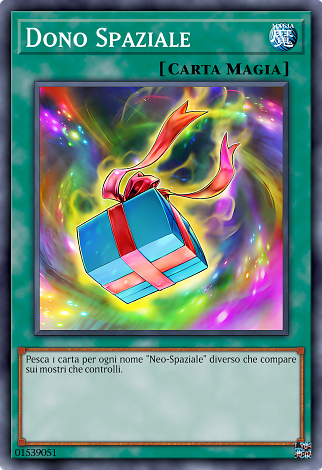 Dono Spaziale
MAGIA
[Carta Magia]
Pesca 1 carta per ogni nome "Neo-Spaziale" diverso che compare
sui mostri che controlli.
01539051